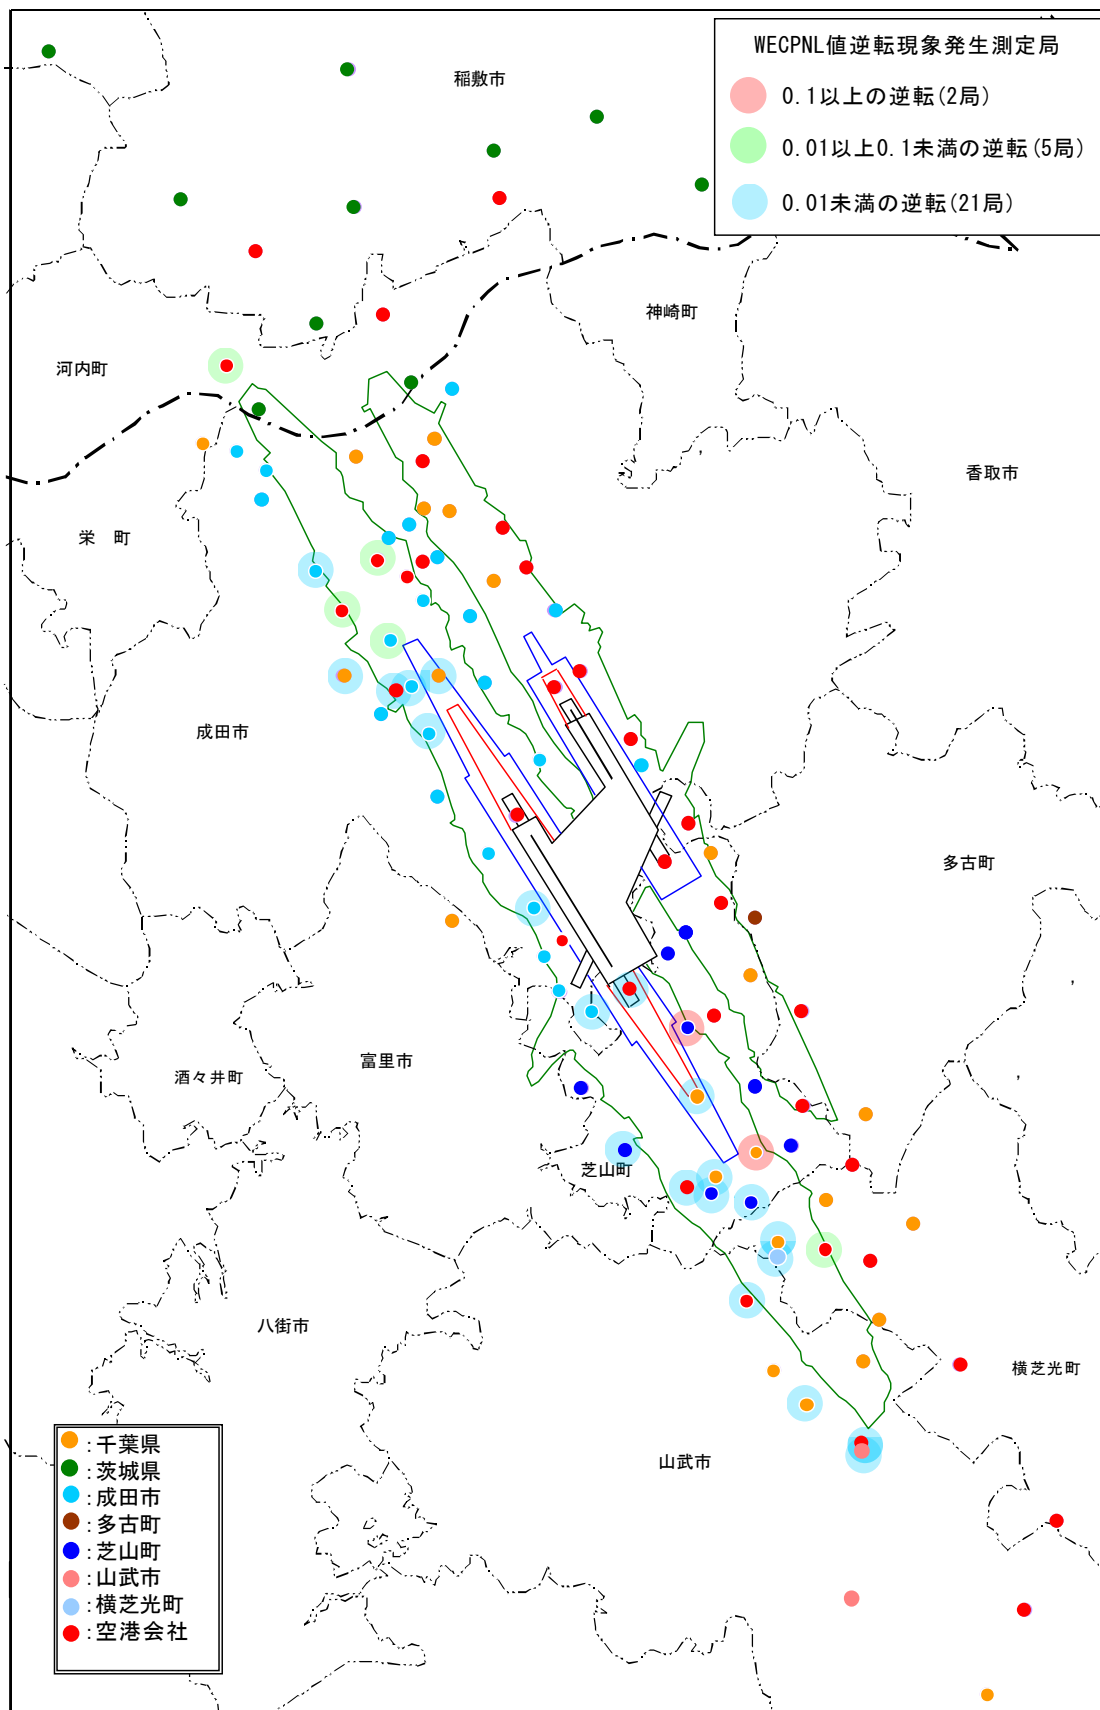 WECPNL値逆転現象発生測定局
0.1以上の逆転(2局)
0.01以上0.1未満の逆転(5局)
0.01未満の逆転(21局)
稲敷市
神崎町
河内町
香取市
栄　町
成田市
多古町
富里市
酒々井町
芝山町
八街市
横芝光町
山武市
:千葉県
:茨城県
:成田市
:多古町
:芝山町
:山武市
:横芝光町
:空港会社